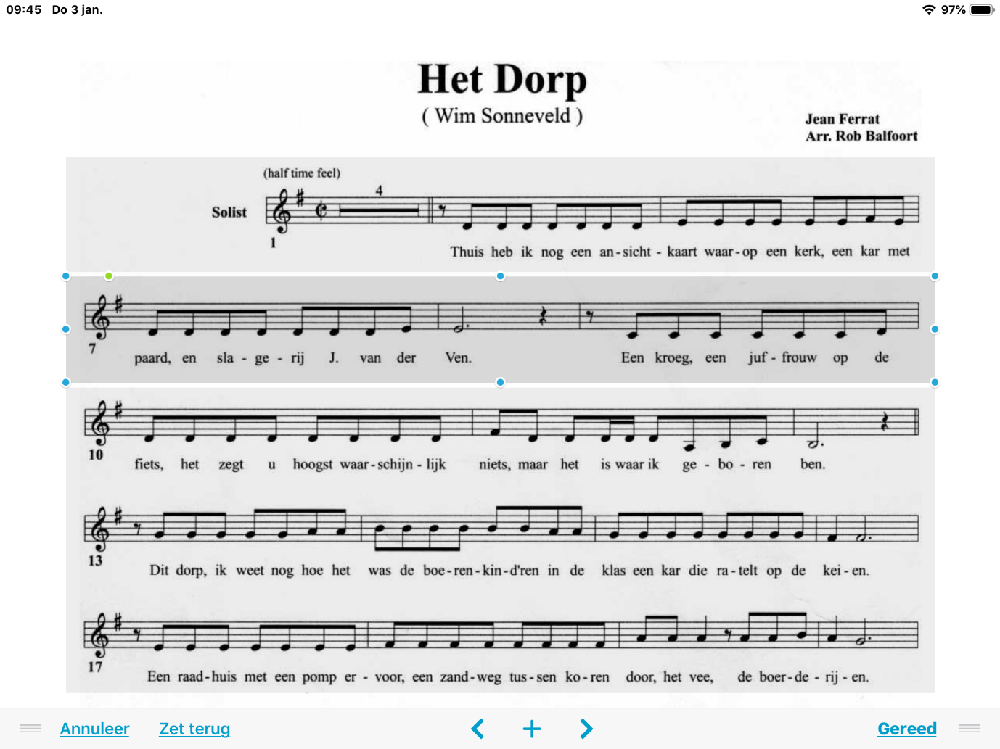 09:45 Do 3 jan. 97%
Het Dorp
( Wim Sonneveld )
Jean Ferrat
Arr. Rob Balfoort
(half time feel)
4
Solist
1
Thuis heb ik nog een an-sicht - kaart waar-op een kerk, een kar met
7
paard, en sla - ge - rij J. van der Ven. Een kroeg, een juf - frouw op de
10
fiets, het zegt u hoogst waar-schijn - lijk niets, maar het is waar ik ge - bo - ren ben.
13
Dit dorp, ik weet nog hoe het was de boe-ren-kin-d'ren in de klas een kar die ra-telt op de kei - en.
17
Een raad-huis met een pomp er - voor, een zand-weg tus-sen ko-ren door, het vee, de boer-de - rij - en.
Annuleer Zet terug Gereed